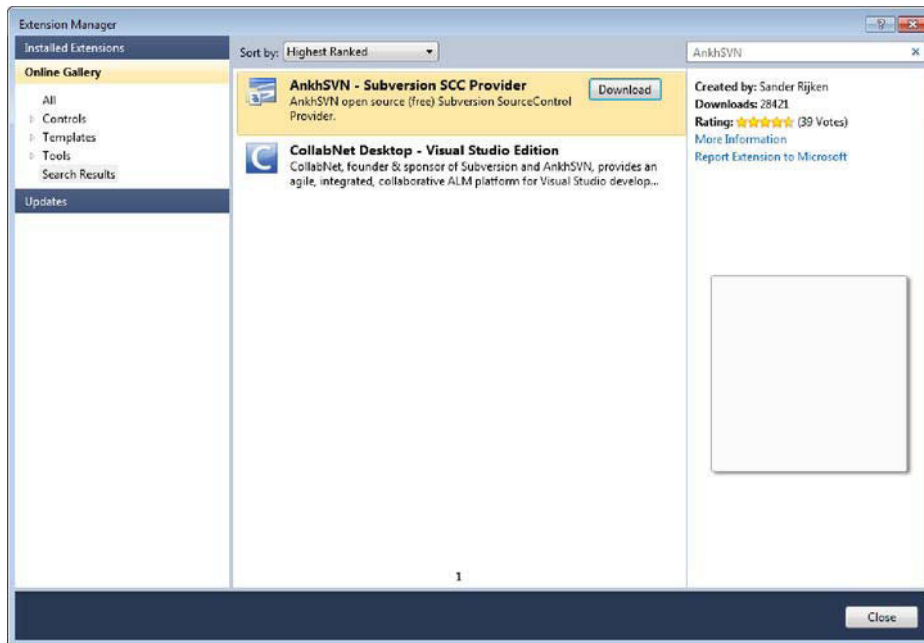 Extension Manager
Installed Extensions
Online Gallery
All
Controls
Templates
Tools
Search Results
Updates
Sort by: Highest Ranked
AnkhSVN - Subversion SCC Provider
AnkhSVN open source (free) Subversion SourceControl
Provider.
Download
CollabNet Desktop - Visual Studio Edition
CollabNet, founder & sponsor of Subversion and AnkhSVN, provides an
agile, integrated, collaborative ALM platform for Visual Studio develop...
1
AnkhSVN
Created by: Sander Rijken
Downloads: 28421
Rating: (39 Votes)
More Information
Report Extension to Microsoft
Close